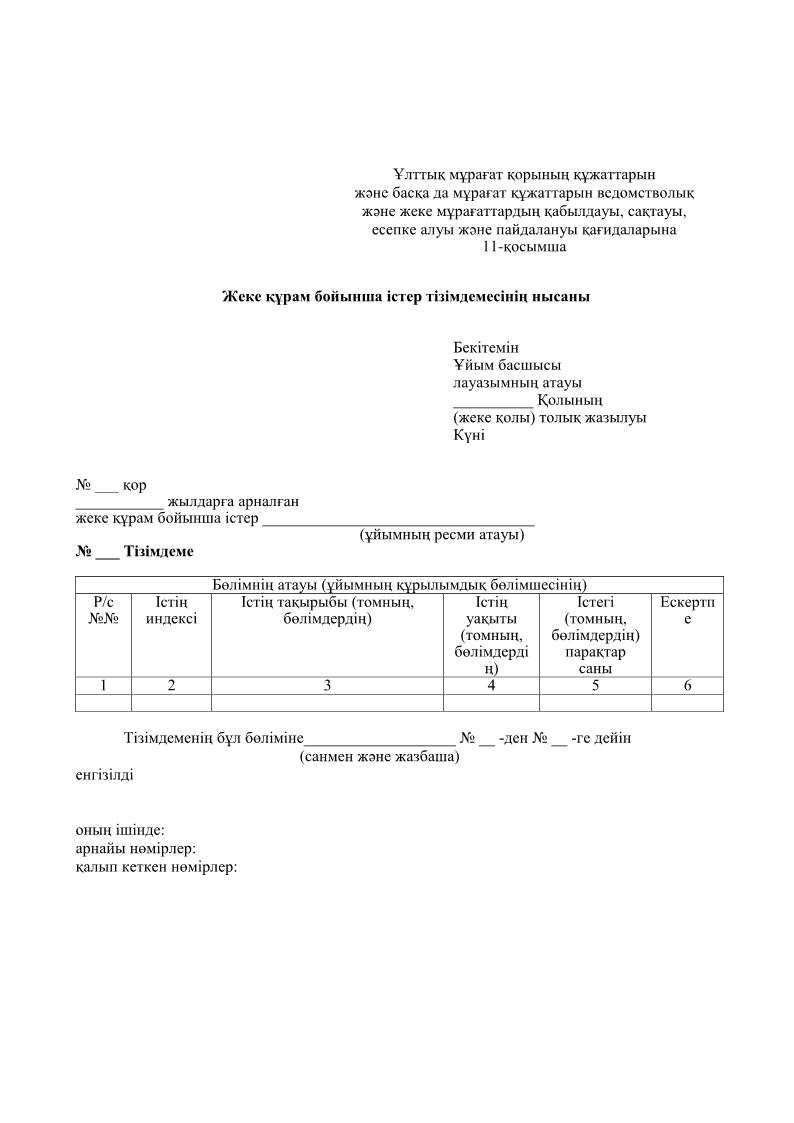 Ұлттық мұрағат қорының құжаттарын
және басқа да мұрағат құжаттарын ведомстволық
және жеке мұрағаттардың қабылдауы, сақтауы,
есепке алуы және пайдалануы қағидаларына
11-қосымша
Жеке құрам бойынша істер тізімдемесінің нысаны
Бекітемін
Ұйым басшысы
лауазымның атауы
__________ Қолының
(жеке қолы) толық жазылуы
Күні
№ ___ қор
___________ жылдарға арналған
жеке құрам бойынша істер __________________________________
(ұйымның ресми атауы)
№ ___ Тізімдеме
Бөлімнің атауы (ұйымның құрылымдық бөлімшесінің)
Р/с
№№
Істің
индексі
Істің тақырыбы (томның,
бөлімдердің)
Істің
уақыты
(томның,
бөлімдерді
ң)
Істегі
(томның,
бөлімдердің)
парақтар
саны
Ескертп
е
1 2 3 4 5 6
Тізімдеменің бұл бөліміне___________________ № __ -ден № __ -ге дейін
(санмен және жазбаша)
енгізілді
оның ішінде:
арнайы нөмірлер:
қалып кеткен нөмірлер: